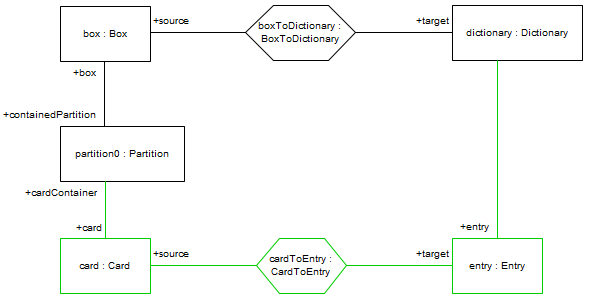 +source
boxToDictionary :
BoxToDictionary
+target
box : Box
dictionary : Dictionary
+box
+containedPartition
partition0 : Partition
+cardContainer
+card
+entry
+source
cardToEntry :
CardToEntry
+target
card : Card
entry : Entry